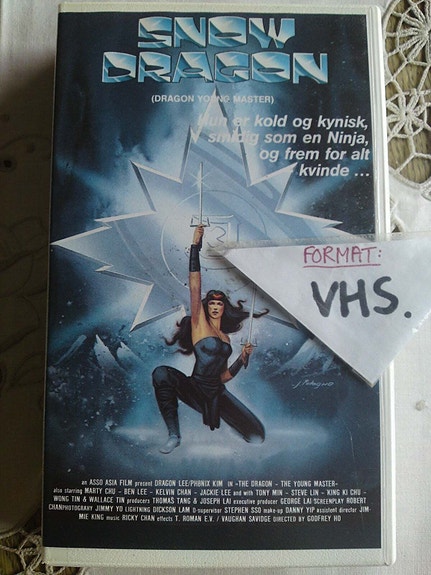 SNOW
DRAGON
(DRAGON YOUNG MASTER)
Hun er kold og kynisk,
smidig som en Ninja,
og frem for alt
kvinde ...
FORMAT:
VHS.
an ASSO ASIA FILM present DRAGON LEE/PHONIX KIM IN -THE DRAGON - THE YOUNG MASTER-
also starring MARTY CHU - BEN LEE - KELVIN CHAN - JACKIE LEE and with TONY MIN - STEVE LIN - KING KI CHU -
WONG TIN & WALLACE TIN producers THOMAS TANG & JOSEPH LAI executive producer GEORGE LAI SCREENPLAY ROBERT
CHANPHOTOGRAHY JIMMY YO LIGHTNING DICKSON LAM D-supervisor STEPHEN SSO make-up DANNY YIP assistent director JIM
MIE KING music RICKY CHAN effects T. ROMAN E.V. / VAUGHAN SAVIDGE DIRECTED BY GODFREY HO